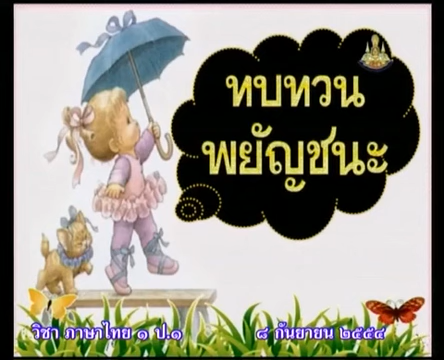 ทบทวน
พยัญชนะ
วิชา ภาษาไทย ๑ ป.๑
๘ กันยายน ๒๕๕๔